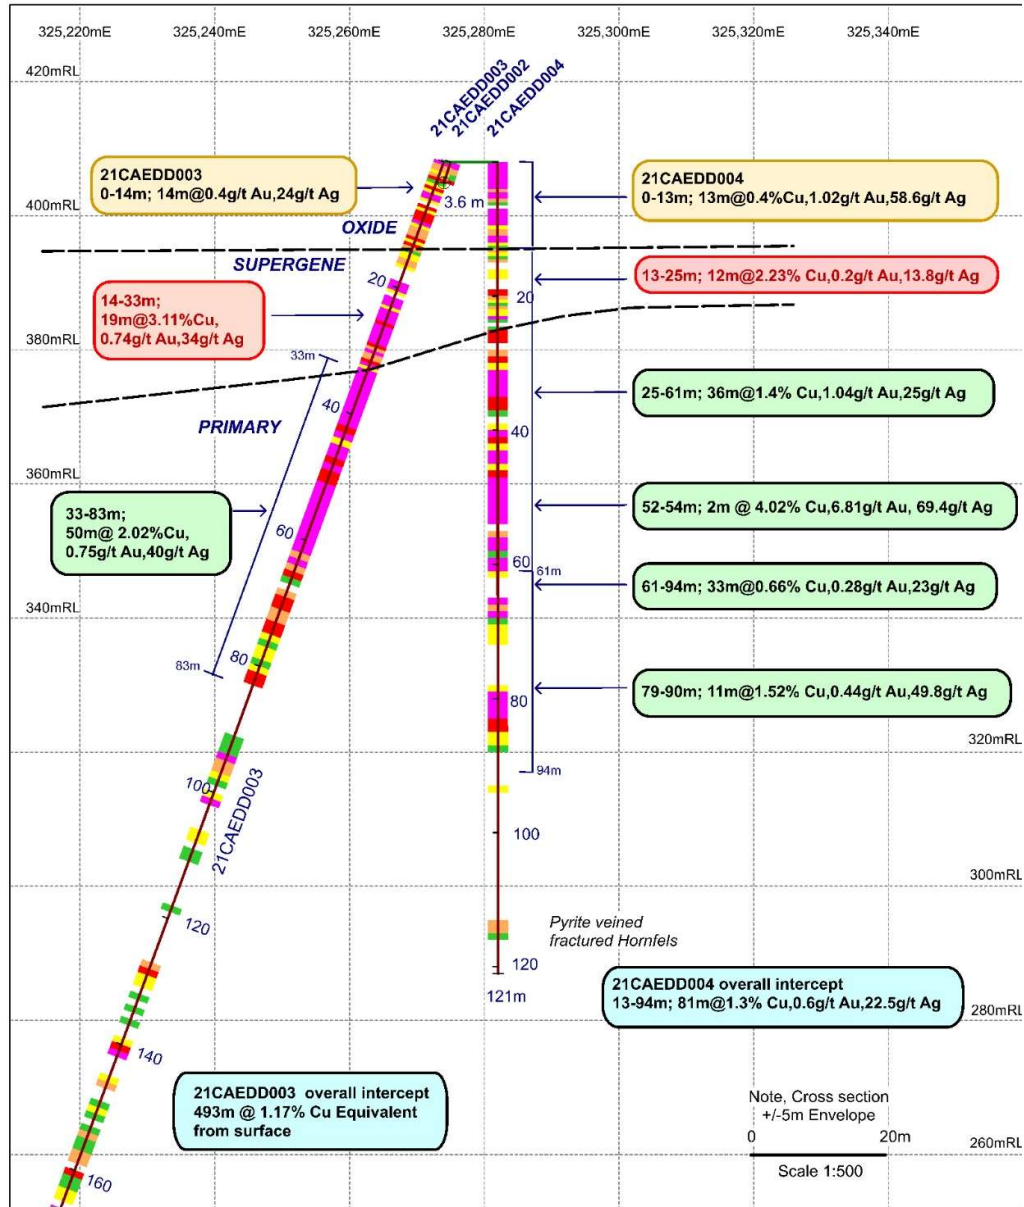 325,220mE 325,240mE 325,260mE 325,280mE 325,300mE 325,320mE 325,340mE
420mRL
21CAEDD003
21CAEDD002
21CAEDD004
21CAEDD003
0-14m; 14m@0.4g/t Au,24g/t Ag
21CAEDD004
0-13m; 13m@0.4%Cu,1.02g/t Au,58.6g/t Ag
3.6 m
400mRL
OXIDE
SUPERGENE
13-25m; 12m@2.23% Cu,0.2g/t Au,13.8g/t Ag
20
20
14-33m;
19m@3.11%Cu,
0.74g/t Au,34g/t Ag
380mRL
33m
25-61m; 36m@1.4% Cu,1.04g/t Au,25g/t Ag
40
PRIMARY
40
360mRL
33-83m;
50m@ 2.02%Cu,
0.75g/t Au,40g/t Ag
52-54m; 2m @ 4.02% Cu,6.81g/t Au, 69.4g/t Ag
60
60
61m
61-94m; 33m@0.66% Cu,0.28g/t Au,23g/t Ag
340mRL
80
83m
79-90m; 11m@1.52% Cu,0.44g/t Au,49.8g/t Ag
80
320mRL
94m
100
21CAEDD003
100
300mRL
120
Pyrite veined
fractured Hornfels
120
121m
21CAEDD004 overall intercept
13-94m; 81m@1.3% Cu,0.6g/t Au,22.5g/t Ag
280mRL
140
21CAEDD003 overall intercept
493m @ 1.17% Cu Equivalent
from surface
Note, Cross section
+/-5m Envelope
0 20m
Scale 1:500
260mRL
160